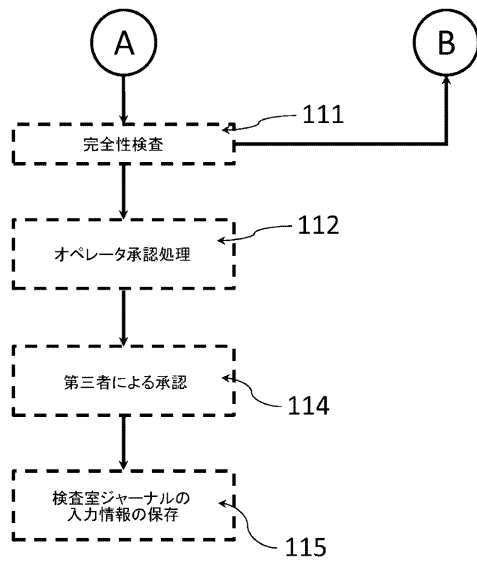 A
B
111
完全性検査
112
オペレータ承認処理
第三者による承認
114
検査室ジャーナルの
入力情報の保存
115